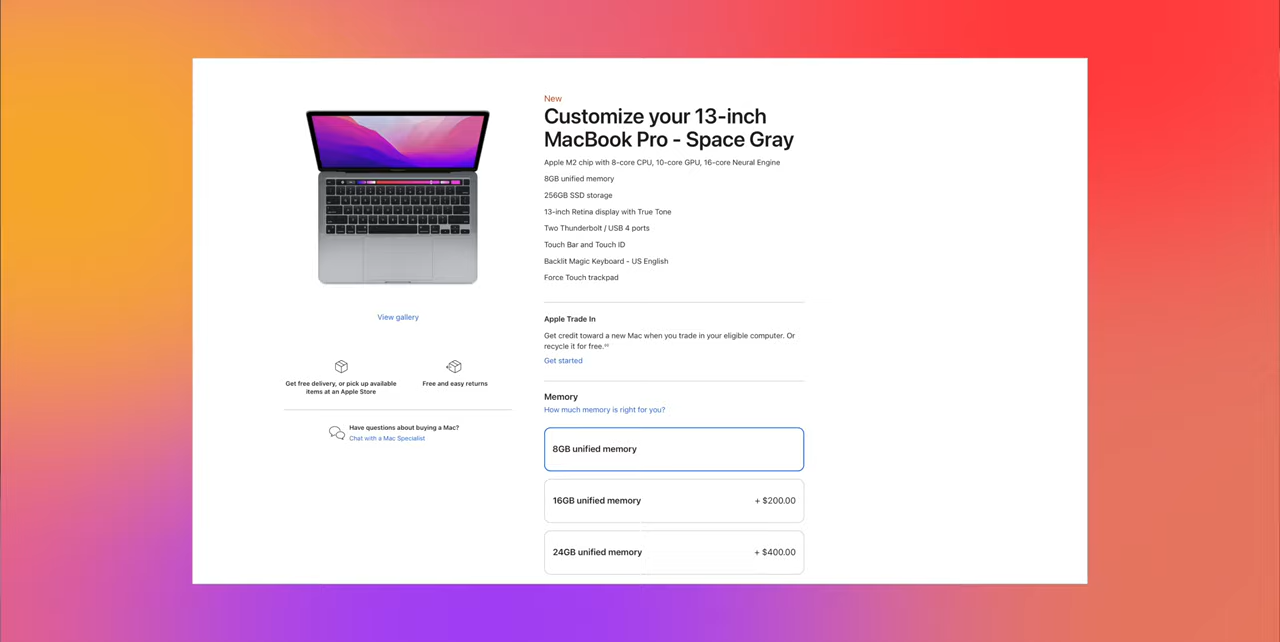 New
Customize your 13-inch
MacBook Pro - Space Gray
Apple M2 chip with 8-core CPU, 10-core GPU, 16-core Neural Engine
8GB unified memory
256GB SSD storage
13-inch Retina display with True Tone
Two Thunderbolt / USB 4 ports
Touch Bar and Touch ID
Backlit Magic Keyboard - US English
Force Touch trackpad
View gallery
Get free delivery, or pick up available
items at an Apple Store
Free and easy returns
Have questions about buying a Mac?
Chat with a Mac Specialist
Apple Trade In
Get credit toward a new Mac when you trade in your eligible computer. Or
recycle it for free.
Get started
Memory
How much memory is right for you?
8GB unified memory
16GB unified memory + $200.00
24GB unified memory + $400.00